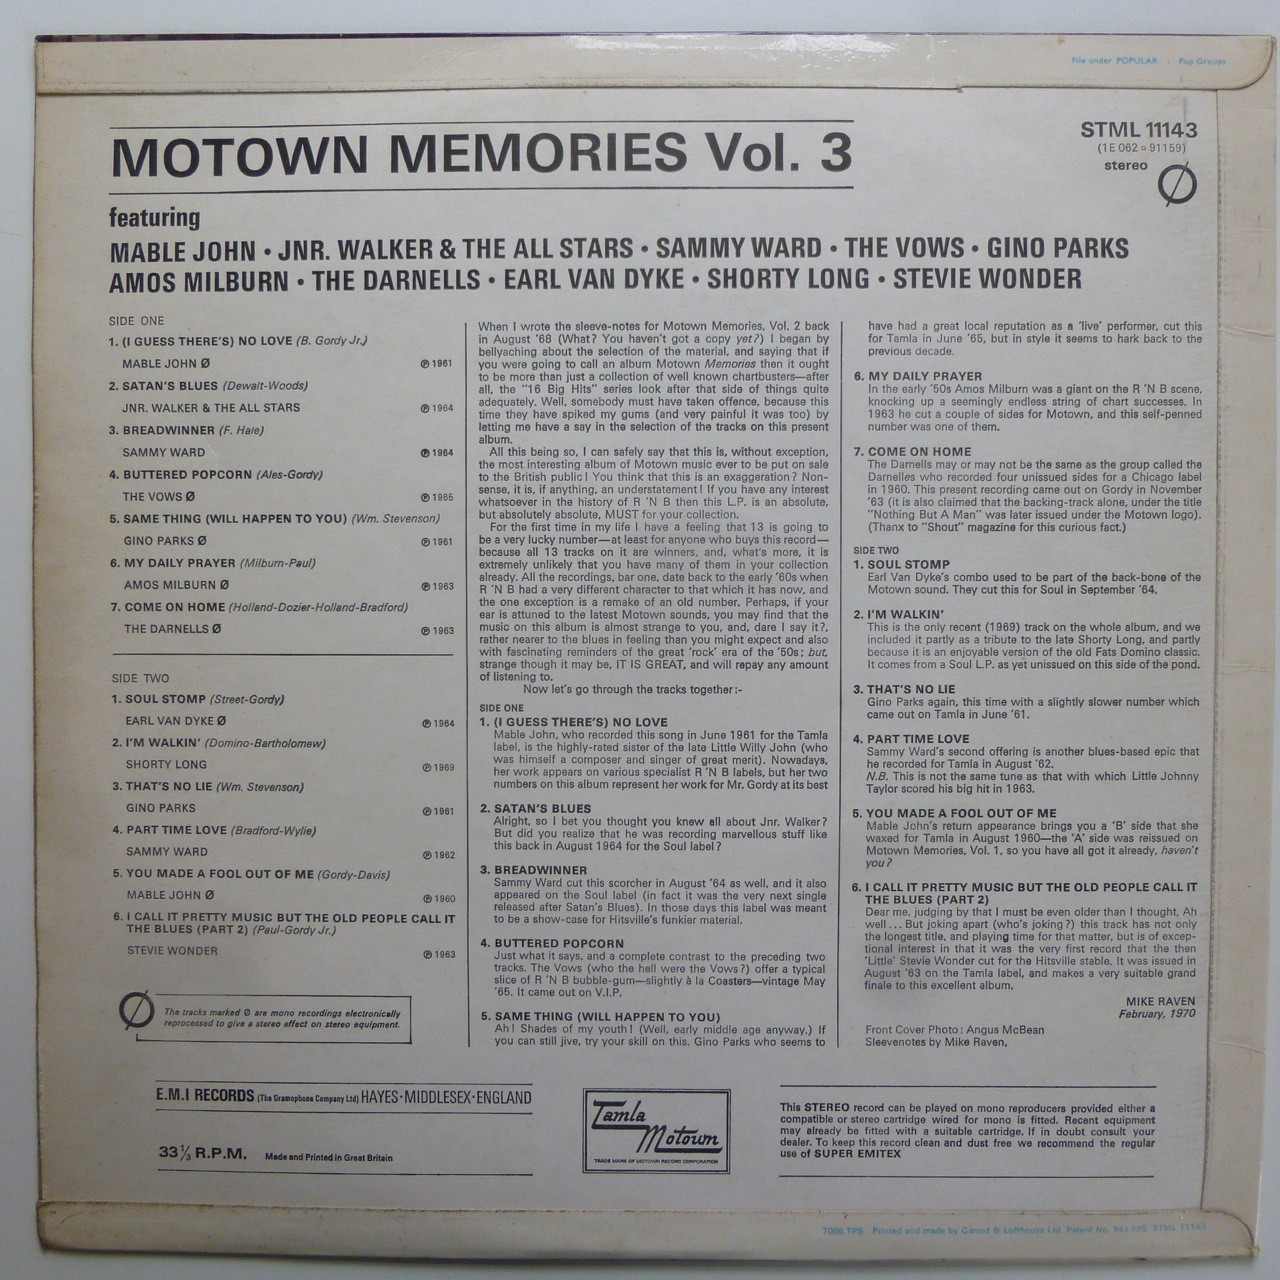 File under POPULAR : Pop Groups
MOTOWN MEMORIES Vol. 3
STML 11143
(1E 062 o 91159)
stereo
Ø
featuring
MABLE JOHN • JNR. WALKER & THE ALL STARS • SAMMY WARD • THE VOWS • GINO PARKS
AMOS MILBURN • THE DARNELLS • EARL VAN DYKE • SHORTY LONG • STEVIE WONDER
SIDE ONE
1. (I GUESS THERE'S) NO LOVE (B. Gordy Jr.)
MABLE JOHN Ø ℗ 1961
2. SATAN'S BLUES (Dewalt-Woods)
JNR. WALKER & THE ALL STARS ℗ 1964
3. BREADWINNER (F. Hale)
SAMMY WARD ℗ 1964
4. BUTTERED POPCORN (Ales-Gordy)
THE VOWS Ø ℗ 1965
5. SAME THING (WILL HAPPEN TO YOU) (Wm. Stevenson)
GINO PARKS Ø ℗ 1961
6. MY DAILY PRAYER (Milburn-Paul)
AMOS MILBURN Ø ℗ 1963
7. COME ON HOME (Holland-Dozier-Holland-Bradford)
THE DARNELLS Ø ℗ 1963
SIDE TWO
1. SOUL STOMP (Street-Gordy)
EARL VAN DYKE Ø ℗ 1964
2. I'M WALKIN' (Domino-Bartholomew)
SHORTY LONG ℗ 1969
3. THAT'S NO LIE (Wm. Stevenson)
GINO PARKS ℗ 1961
4. PART TIME LOVE (Bradford-Wylie)
SAMMY WARD ℗ 1962
5. YOU MADE A FOOL OUT OF ME (Gordy-Davis)
MABLE JOHN Ø ℗ 1960
6. I CALL IT PRETTY MUSIC BUT THE OLD PEOPLE CALL IT
THE BLUES (PART 2) (Paul-Gordy Jr.)
STEVIE WONDER ℗ 1963
Ø
The tracks marked Ø are mono recordings electronically
reprocessed to give a stereo effect on stereo equipment.
When I wrote the sleeve-notes for Motown Memories, Vol. 2 back
in August '68 (What? You haven't got a copy yet?) I began by
bellyaching about the selection of the material, and saying that if
you were going to call an album Motown Memories then it ought
to be more than just a collection of well known chartbusters—after
all, the "16 Big Hits" series look after that side of things quite
adequately. Well, somebody must have taken offence, because this
time they have spiked my gums (and very painful it was too) by
letting me have a say in the selection of the tracks on this present
album.
All this being so, I can safely say that this is, without exception,
the most interesting album of Motown music ever to be put on sale
to the British public! You think that this is an exaggeration? Non-
sense, it is, if anything, an understatement! If you have any interest
whatsoever in the history of R 'N B then this L.P. is an absolute,
but absolutely absolute, MUST for your collection.
For the first time in my life I have a feeling that 13 is going to
be a very lucky number—at least for anyone who buys this record—
because all 13 tracks on it are winners, and, what's more, it is
extremely unlikely that you have many of them in your collection
already. All the recordings, bar one, date back to the early '60s when
R 'N B had a very different character to that which it has now, and
the one exception is a remake of an old number. Perhaps, if your
ear is attuned to the latest Motown sounds, you may find that the
music on this album is almost strange to you, and, dare I say it?,
rather nearer to the blues in feeling than you might expect and also
with fascinating reminders of the great 'rock' era of the '50s; but,
strange though it may be, IT IS GREAT, and will repay any amount
of listening to.
Now let's go through the tracks together :-
SIDE ONE
1. (I GUESS THERE'S) NO LOVE
Mable John, who recorded this song in June 1961 for the Tamla
label, is the highly-rated sister of the late Little Willy John (who
was himself a composer and singer of great merit). Nowadays,
her work appears on various specialist R 'N B labels, but her two
numbers on this album represent her work for Mr. Gordy at its best
2. SATAN'S BLUES
Alright, so I bet you thought you knew all about Jnr. Walker?
But did you realize that he was recording marvellous stuff like
this back in August 1964 for the Soul label?
3. BREADWINNER
Sammy Ward cut this scorcher in August '64 as well, and it also
appeared on the Soul label (in fact it was the very next single
released after Satan's Blues). In those days this label was meant
to be a show-case for Hitsville's funkier material.
4. BUTTERED POPCORN
Just what it says, and a complete contrast to the preceding two
tracks. The Vows (who the hell were the Vows?) offer a typical
slice of R 'N B bubble-gum—slightly à la Coasters—vintage May
'65. It came out on V.I.P.
5. SAME THING (WILL HAPPEN TO YOU)
Ah! Shades of my youth! (Well, early middle age anyway.) If
you can still jive, try your skill on this. Gino Parks who seems to
have had a great local reputation as a 'live' performer, cut this
for Tamla in June '65, but in style it seems to hark back to the
previous decade.
6. MY DAILY PRAYER
In the early '50s Amos Milburn was a giant on the R 'N B scene,
knocking up a seemingly endless string of chart successes. In
1963 he cut a couple of sides for Motown, and this self-penned
number was one of them.
7. COME ON HOME
The Darnells may or may not be the same as the group called the
Darnelles who recorded four unissued sides for a Chicago label
in 1960. This present recording came out on Gordy in November
'63 (it is also claimed that the backing-track alone, under the title
"Nothing But A Man" was later issued under the Motown logo).
(Thanx to "Shout" magazine for this curious fact.)
SIDE TWO
1. SOUL STOMP
Earl Van Dyke's combo used to be part of the back-bone of the
Motown sound. They cut this for Soul in September '64.
2. I'M WALKIN'
This is the only recent (1969) track on the whole album, and we
included it partly as a tribute to the late Shorty Long, and partly
because it is an enjoyable version of the old Fats Domino classic.
It comes from a Soul L.P. as yet unissued on this side of the pond.
3. THAT'S NO LIE
Gino Parks again, this time with a slightly slower number which
came out on Tamla in June '61.
4. PART TIME LOVE
Sammy Ward's second offering is another blues-based epic that
he recorded for Tamla in August '62.
N.B. This is not the same tune as that with which Little Johnny
Taylor scored his big hit in 1963.
5. YOU MADE A FOOL OUT OF ME
Mable John's return appearance brings you a 'B' side that she
waxed for Tamla in August 1960—the 'A' side was reissued on
Motown Memories, Vol. 1, so you have all got it already, haven't
you?
6. I CALL IT PRETTY MUSIC BUT THE OLD PEOPLE CALL IT
THE BLUES (PART 2)
Dear me, judging by that I must be even older than I thought, Ah
well ... But joking apart (who's joking?) this track has not only
the longest title, and playing time for that matter, but is of excep-
tional interest in that it was the very first record that the then
'Little' Stevie Wonder cut for the Hitsville stable. It was issued in
August '63 on the Tamla label, and makes a very suitable grand
finale to this excellent album.
MIKE RAVEN
February, 1970
Front Cover Photo: Angus McBean
Sleevenotes by Mike Raven,
E.M.I RECORDS (The Gramophone Company Ltd) HAYES • MIDDLESEX • ENGLAND
33⅓ R.P.M. Made and Printed in Great Britain
Tamla
Motown
TRADE MARK OF MOTOWN RECORD CORPORATION
This STEREO record can be played on mono reproducers provided either a
compatible or stereo cartridge wired for mono is fitted. Recent equipment
may already be fitted with a suitable cartridge. If in doubt consult your
dealer. To keep this record clean and dust free we recommend the regular
use of SUPER EMITEX
7005 TPS Printed and made by Garrod & Lofthouse Ltd. Patent No. 943,895 STML 11143